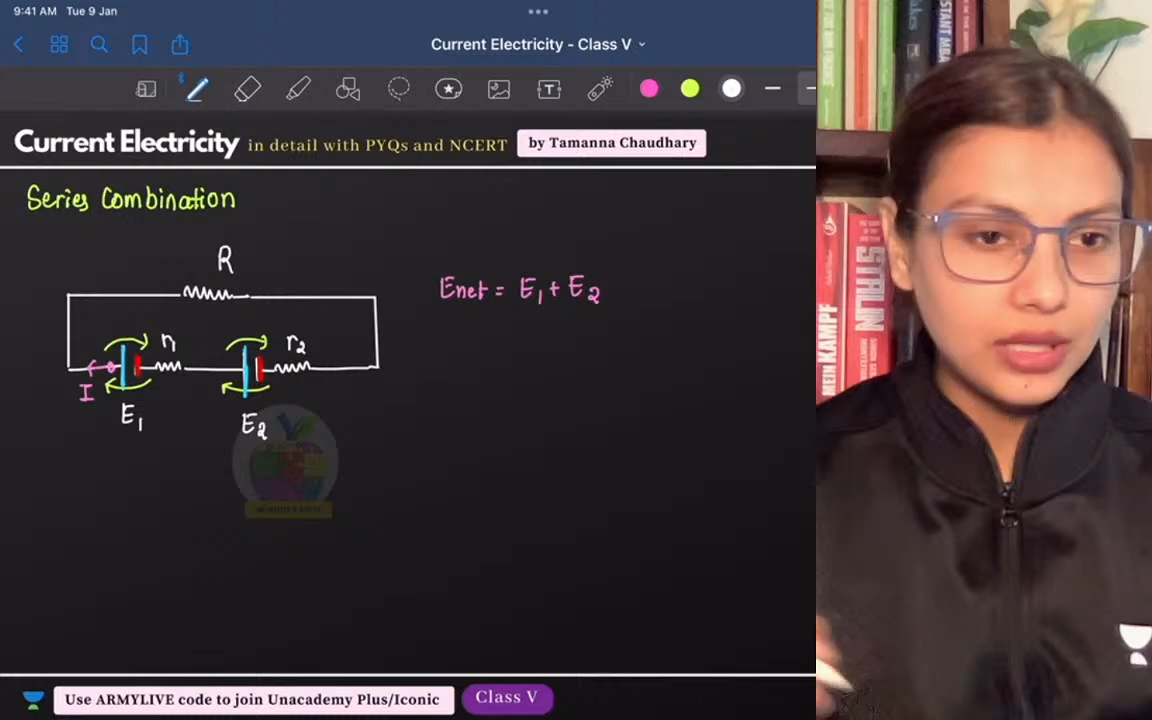 9:41 AM Tue 9 Jan
Current Electricity - Class V
T
Current Electricity in detail with PYQs and NCERT by Tamanna Chaudhary
Series Combination
R
Enet = E1 + E2
r1 r2
I
E1 E2
MEIN KAMPF
STALIN
Use ARMYLIVE code to join Unacademy Plus/Iconic Class V